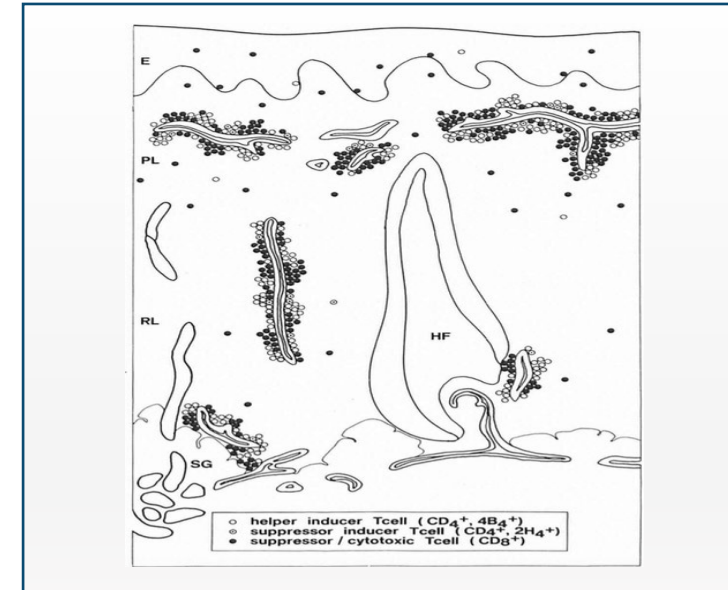 E
PL
RL
HF
SG
○ helper inducer Tcell (CD4+, 4B4+)
⊙ suppressor inducer Tcell (CD4+, 2H4+)
● suppressor / cytotoxic Tcell (CD8+)